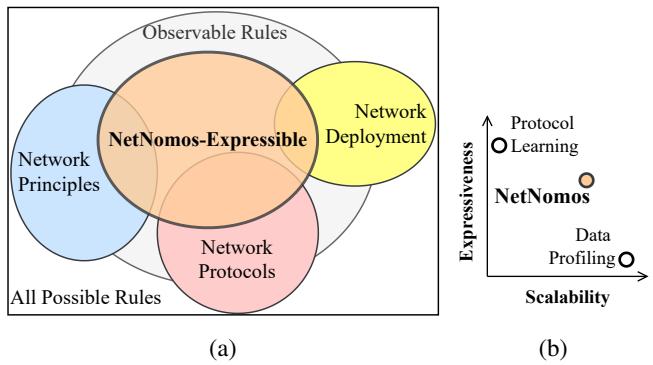 Observable Rules
NetNomos-Expressible
Network
Deployment
Network
Principles
Network
Protocols
All Possible Rules
(a)
Expressiveness
Protocol
Learning
NetNomos
Data
Profiling
Scalability
(b)